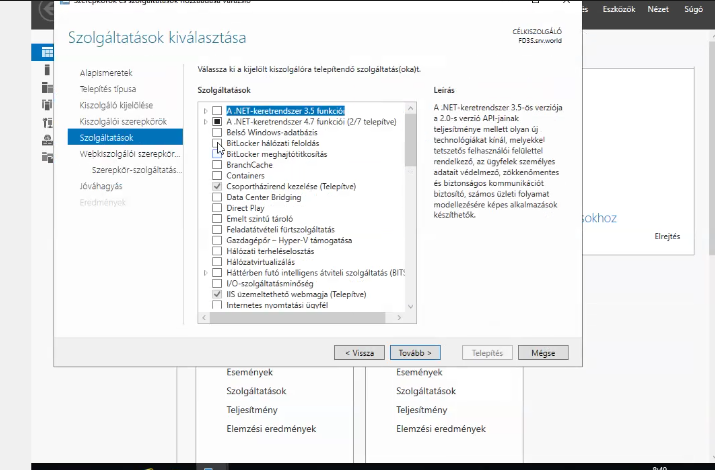 Szerepkörök és szolgáltatások hozzáadása varázsló
Eszközök Nézet Súgó
Szolgáltatások kiválasztása
CÉLKISZOLGÁLÓ
FD3S.srv.world
Alapismeretek
Telepítés típusa
Kiszolgáló kijelölése
Kiszolgálói szerepkörök
Szolgáltatások
Webkiszolgálói szerepkör...
Szerepkör-szolgáltatás...
Jóváhagyás
Eredmények
Válassza ki a kijelölt kiszolgálóra telepítendő szolgáltatás(oka)t.
Szolgáltatások
A .NET-keretrendszer 3.5 funkciói
A .NET-keretrendszer 4.7 funkciói (2/7 telepítve)
Belső Windows-adatbázis
BitLocker hálózati feloldás
BitLocker meghajtótitkosítás
BranchCache
Containers
Csoportházirend kezelése (Telepítve)
Data Center Bridging
Direct Play
Emelt szintű tároló
Feladatátvételi fürtszolgáltatás
Gazdagépőr – Hyper-V támogatása
Hálózati terheléselosztás
Hálózatvirtualizálás
Háttérben futó intelligens átviteli szolgáltatás (BITS
I/O-szolgáltatásminőség
IIS üzemeltethető webmagja (Telepítve)
Internetes nyomtatási ügyfél
Leírás
A .NET-keretrendszer 3.5-ös verziója
a 2.0-s verzió API-jainak
teljesítménye mellett olyan új
technológiákat kínál, melyekkel
tetszetős felhasználói felülettel
rendelkező, az ügyfelek személyes
adatait védelmező, zökkenőmentes
és biztonságos kommunikációt
biztosító, számos üzleti folyamat
modellezésére képes alkalmazások
készíthetők.
sokhoz
Elrejtés
< Vissza
Tovább >
Telepítés
Mégse
Események
Szolgáltatások
Teljesítmény
Elemzési eredmények
Események
Szolgáltatások
Teljesítmény
Elemzési eredmények